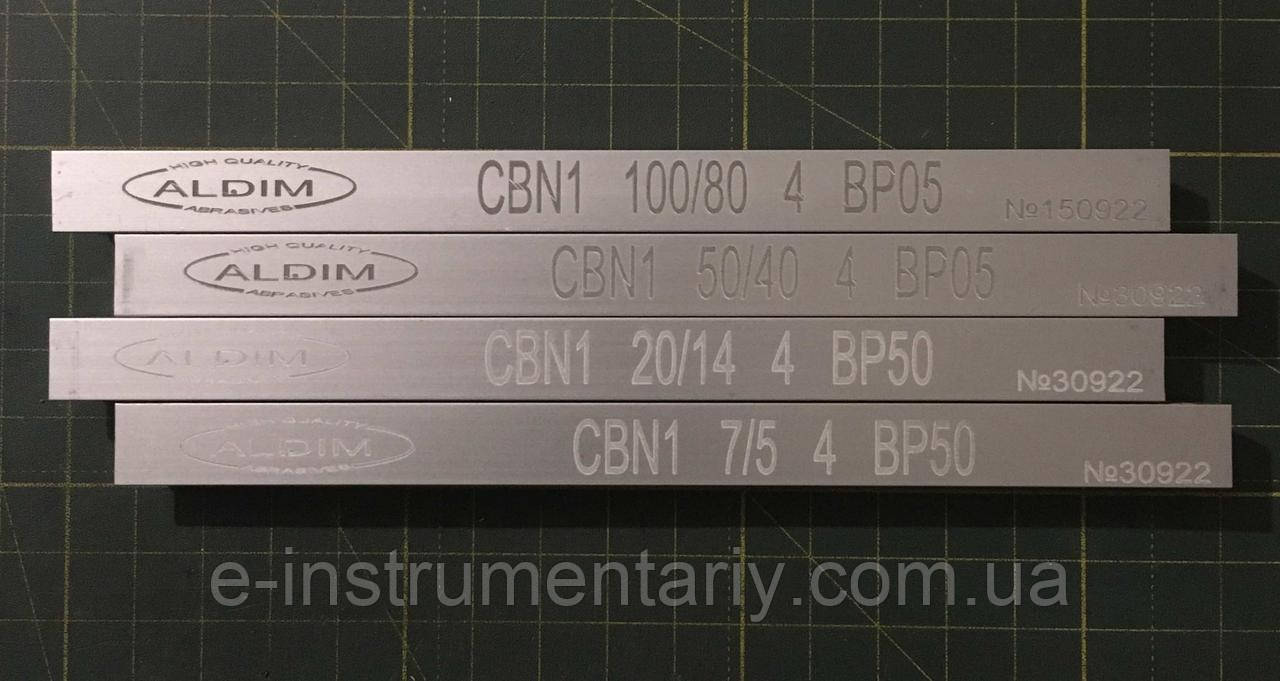 HIGH QUALITY
ALDIM
ABRASIVES
CBN1 100/80 4 BP05
№150922
HIGH QUALITY
ALDIM
ABRASIVES
CBN1 50/40 4 BP05
№30922
ALDIM
CBN1 20/14 4 BP50
№30922
HIGH QUALITY
ALDIM
ABRASIVES
CBN1 7/5 4 BP50
№30922
e-instrumentariy.com.ua